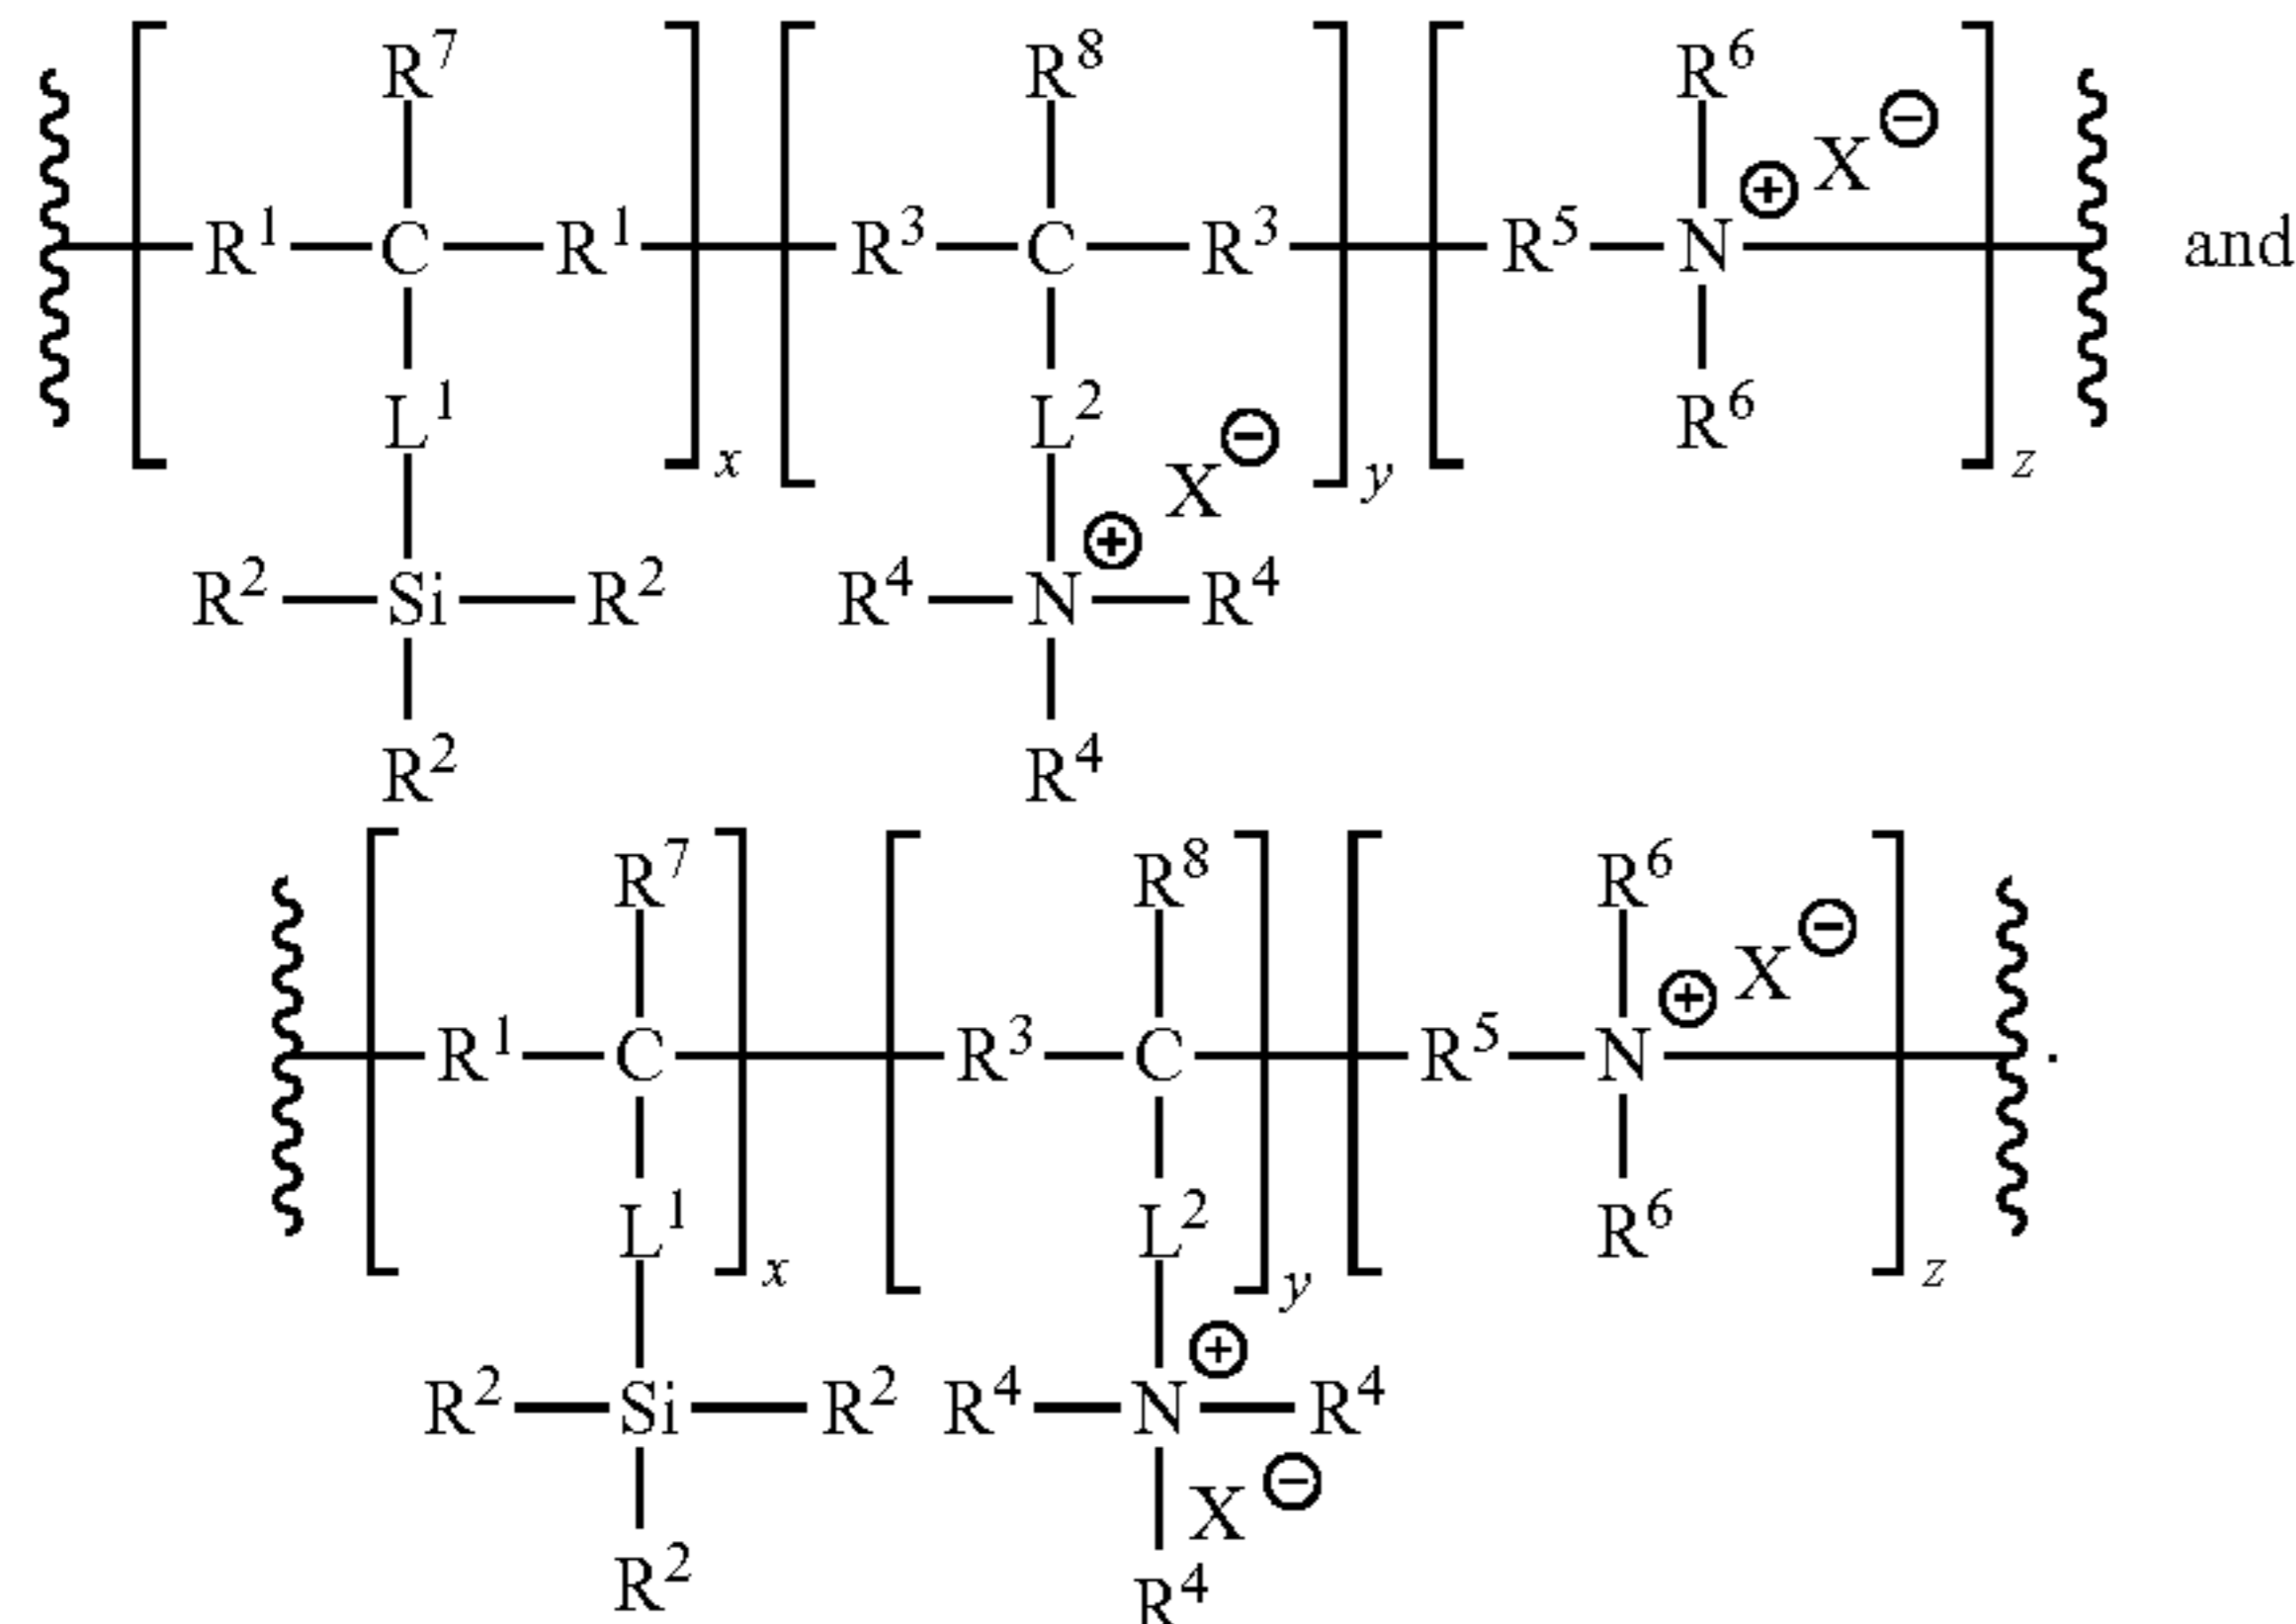 R⁷ R⁸ R⁶
⊕ X ⊖
R¹ C R¹ R³ C R³ R⁵ N and
L¹ L² R⁶
x y z
⊕ X ⊖
R² Si R² R⁴ N R⁴
R² R⁴
R⁷ R⁸ R⁶
⊕ X ⊖
R¹ C R³ C R⁵ N .
L¹ L² R⁶
x y z
⊕
R² Si R² R⁴ N R⁴
X ⊖
R² R⁴